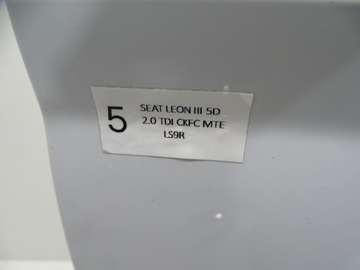 5
SEAT LEON III 5D
2.0 TDI CKFC MTE
LS9R